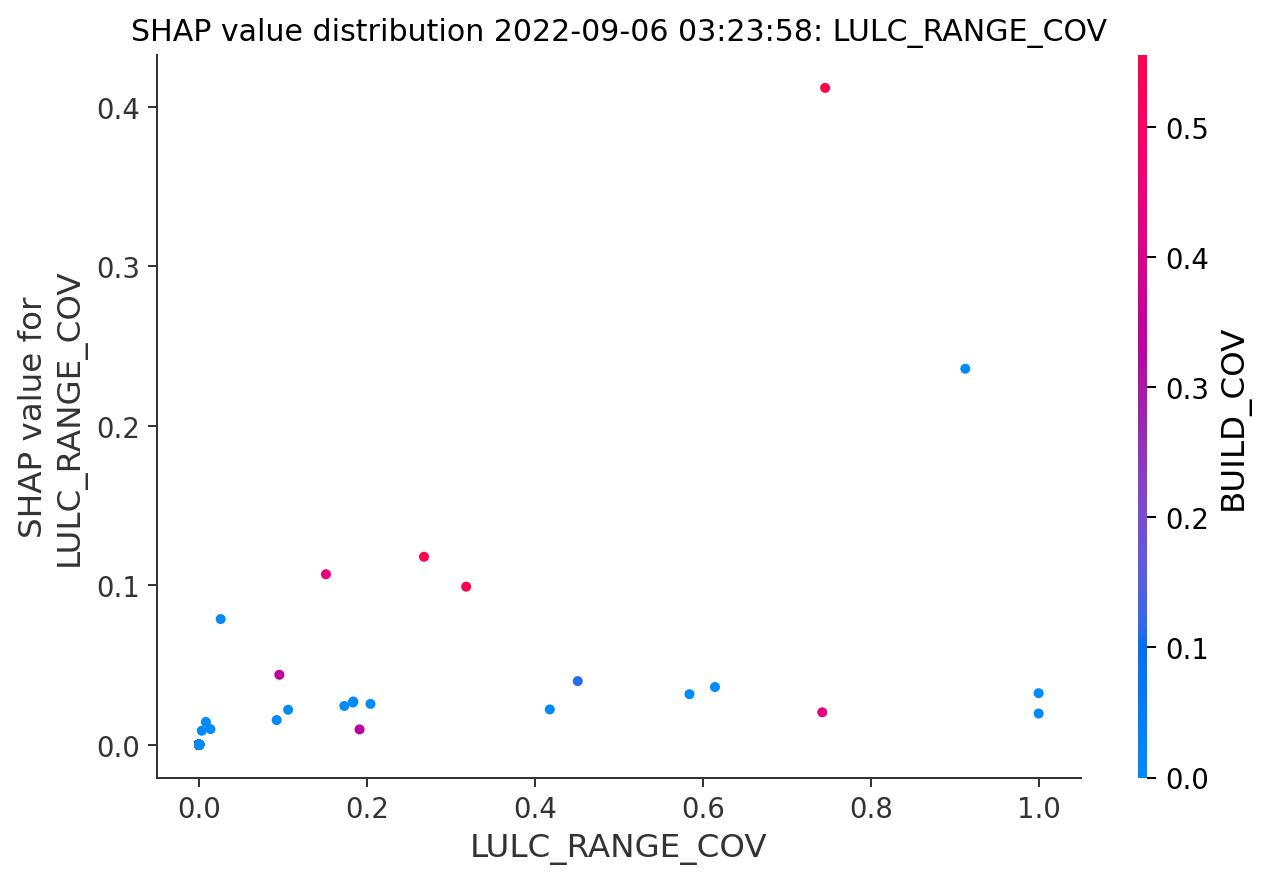 SHAP value distribution 2022-09-06 03:23:58: LULC_RANGE_COV
SHAP value for
LULC_RANGE_COV
0.4
0.3
0.2
0.1
0.0
0.0 0.2 0.4 0.6 0.8 1.0
LULC_RANGE_COV
0.5
0.4
0.3
0.2
0.1
0.0
BUILD_COV